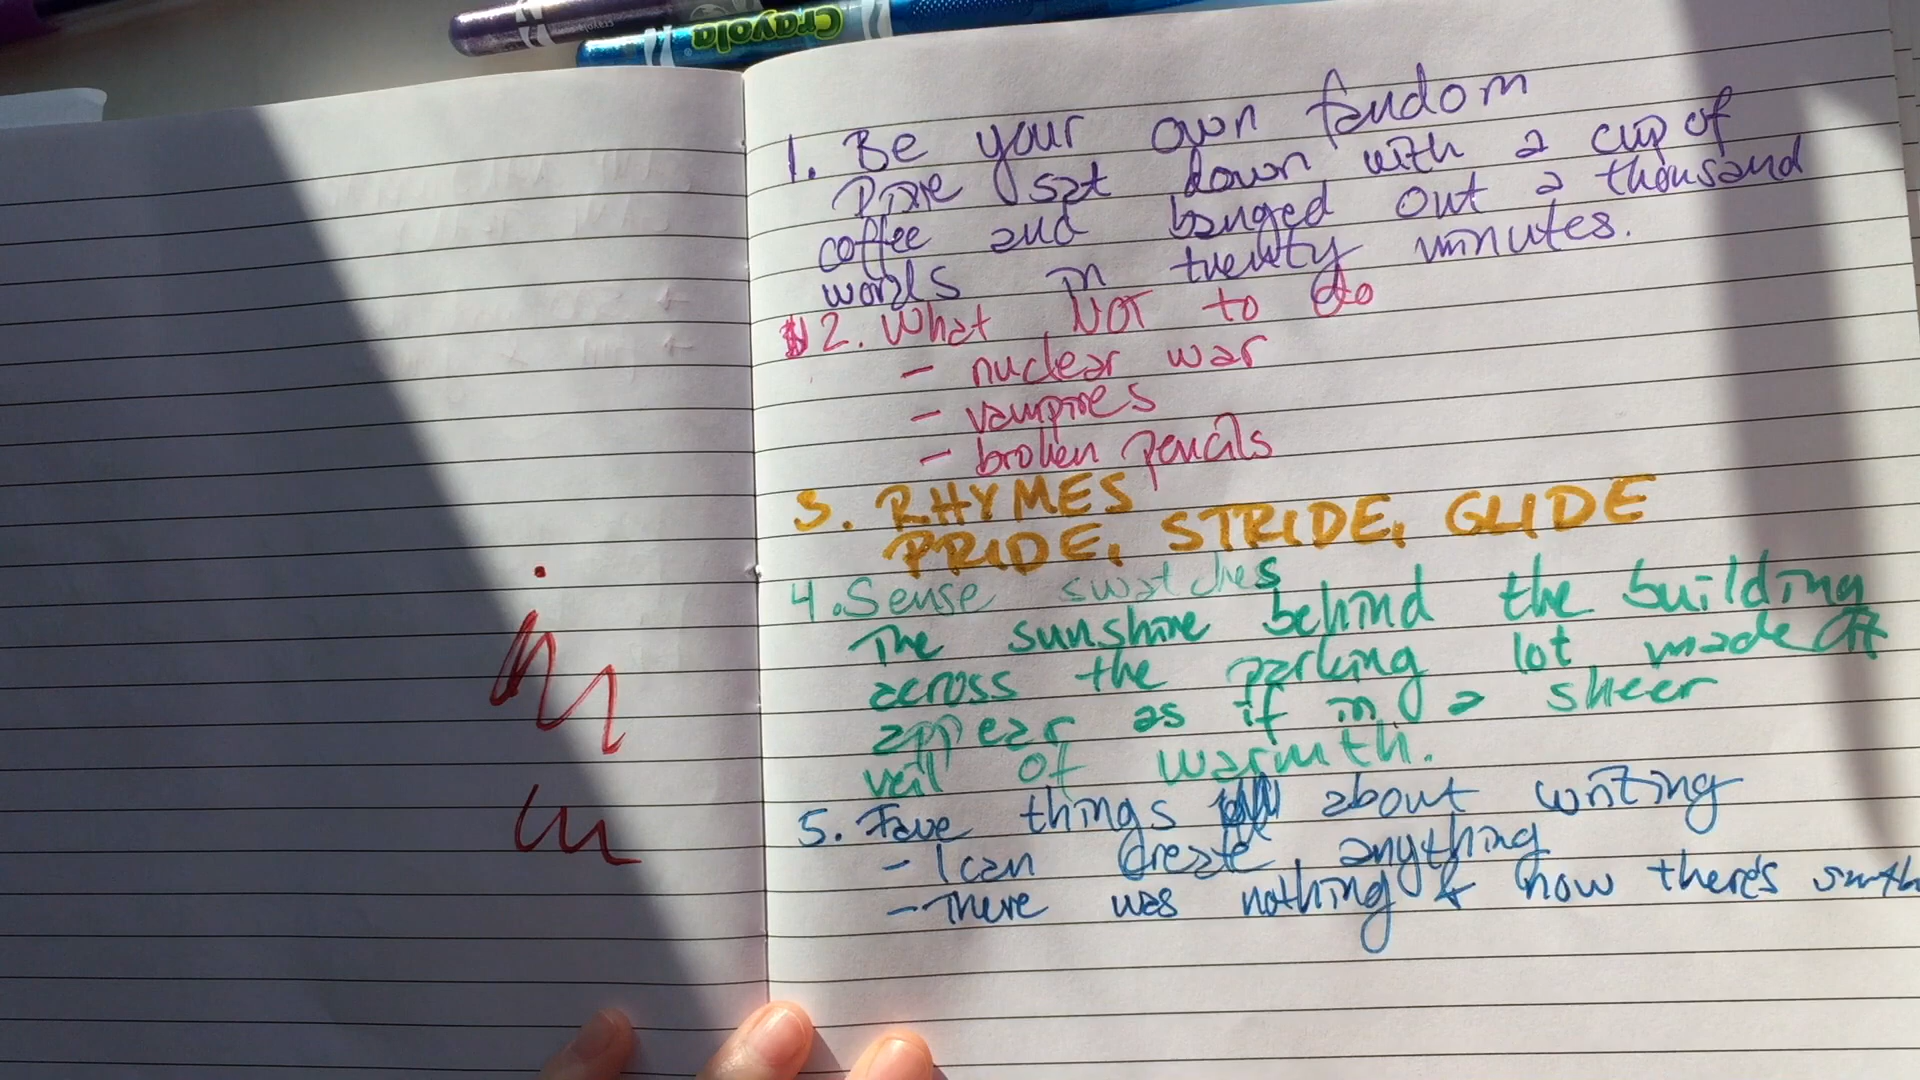 Crayola
1. Be your own fandom
Pixie sat down with a cup of
coffee and banged out a thousand
words in twenty minutes.
2. What NOT to do
- nuclear war
- vampires
- broken pencils
3. RHYMES
PRIDE, STRIDE, GLIDE
4. Sense swatches
The sunshine behind the building
across the parking lot made it
appear as if in a sheer
veil of warmth.
5. Fave things about writing
- I can create anything
- There was nothing & now there's